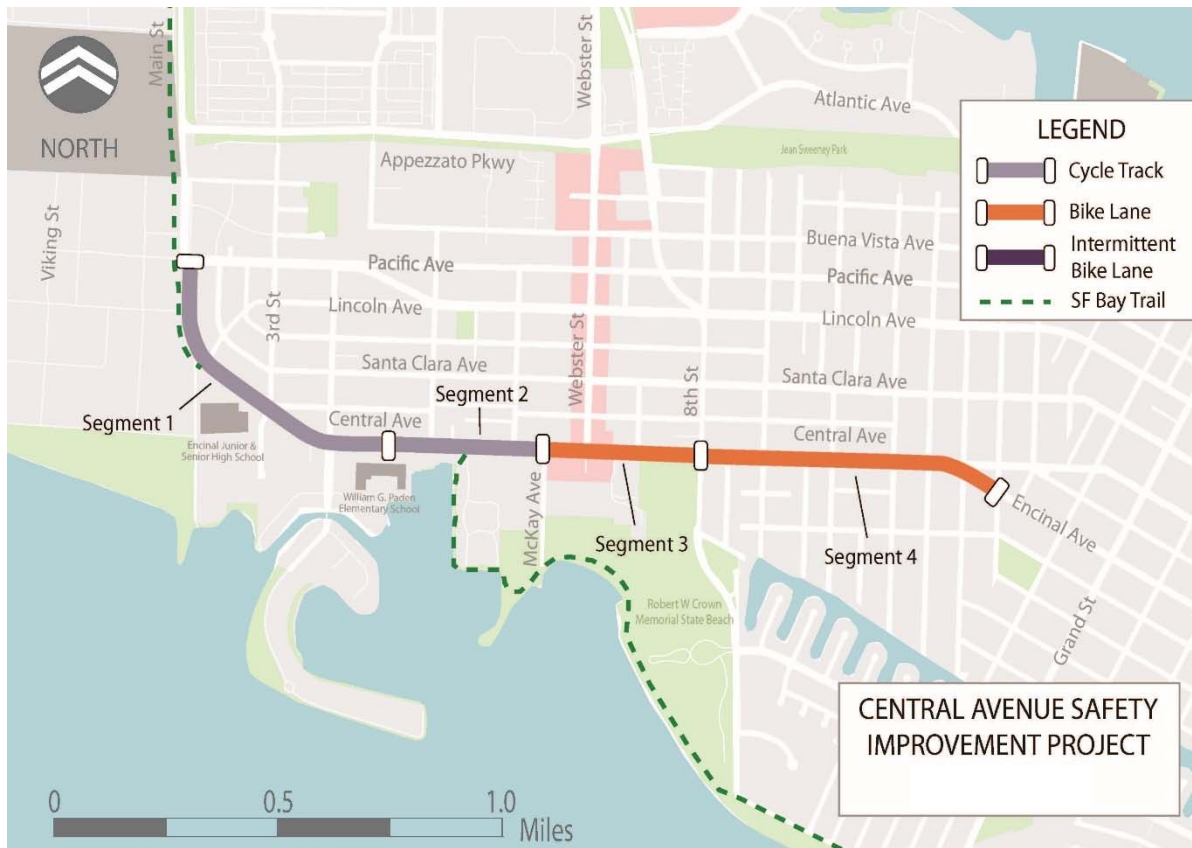 NORTH
Main St
Webster St
Atlantic Ave
Appezzato Pkwy
Jean Sweeney Park
LEGEND
Cycle Track
Bike Lane
Intermittent
Bike Lane
SF Bay Trail
Viking St
Buena Vista Ave
Pacific Ave
Pacific Ave
3rd St
Lincoln Ave
Lincoln Ave
Webster St
Santa Clara Ave
Santa Clara Ave
8th St
Segment 1
Segment 2
Central Ave
Central Ave
Encinal Junior &
Senior High School
William G. Paden
Elementary School
McKay Ave
Segment 3
Segment 4
Encinal Ave
Robert W Crown
Memorial State Beach
Grand St
CENTRAL AVENUE SAFETY
IMPROVEMENT PROJECT
0 0.5 1.0
Miles